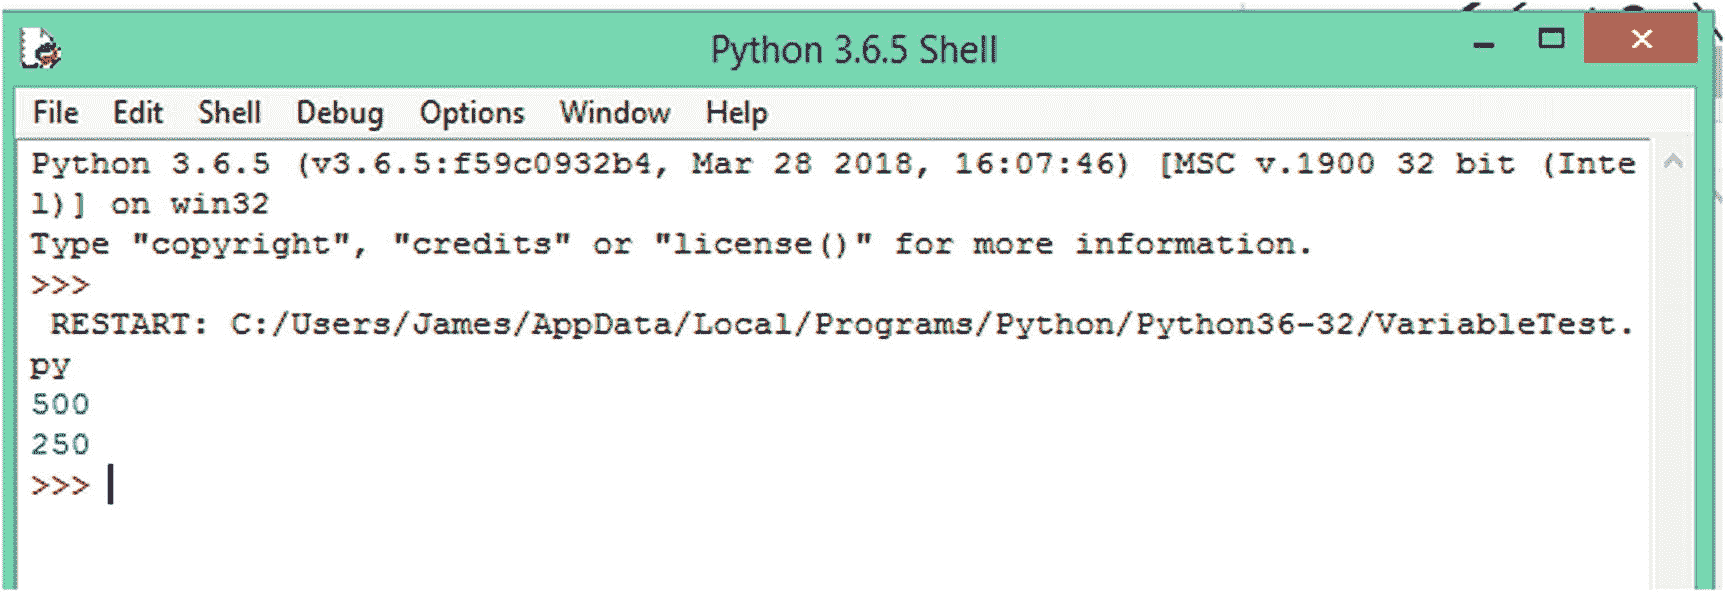 Python 3.6.5 Shell
File Edit Shell Debug Options Window Help
Python 3.6.5 (v3.6.5:f59c0932b4, Mar 28 2018, 16:07:46) [MSC v.1900 32 bit (Inte
l)] on win32
Type "copyright", "credits" or "license()" for more information.
>>>
RESTART: C:/Users/James/AppData/Local/Programs/Python/Python36-32/VariableTest.
py
500
250
>>>